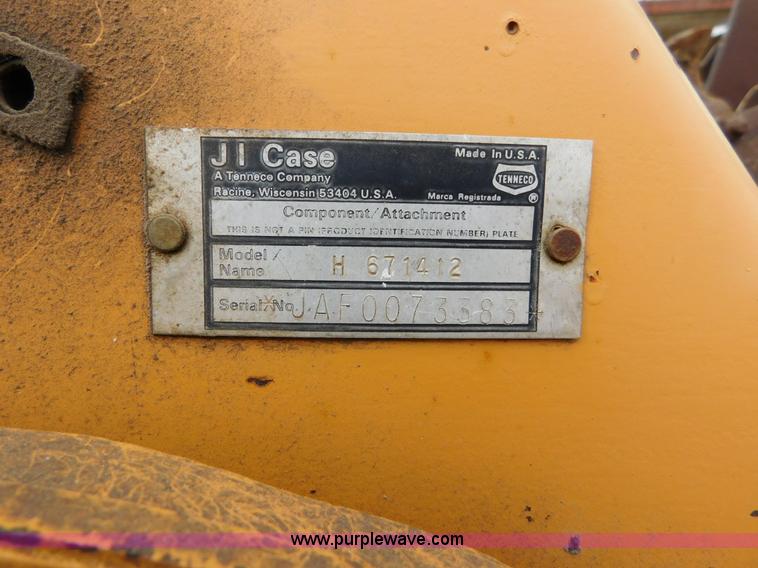 JI Case
A Tenneco Company
Racine, Wisconsin 53404 U.S.A.
Made In U.S.A.
TENNECO
Marca Registrada ®
Component/Attachment
THIS IS NOT A PIN (PRODUCT IDENTIFICATION NUMBER) PLATE
Model/
Name H 671412
Serial No. *JAF0073383*
www.purplewave.com